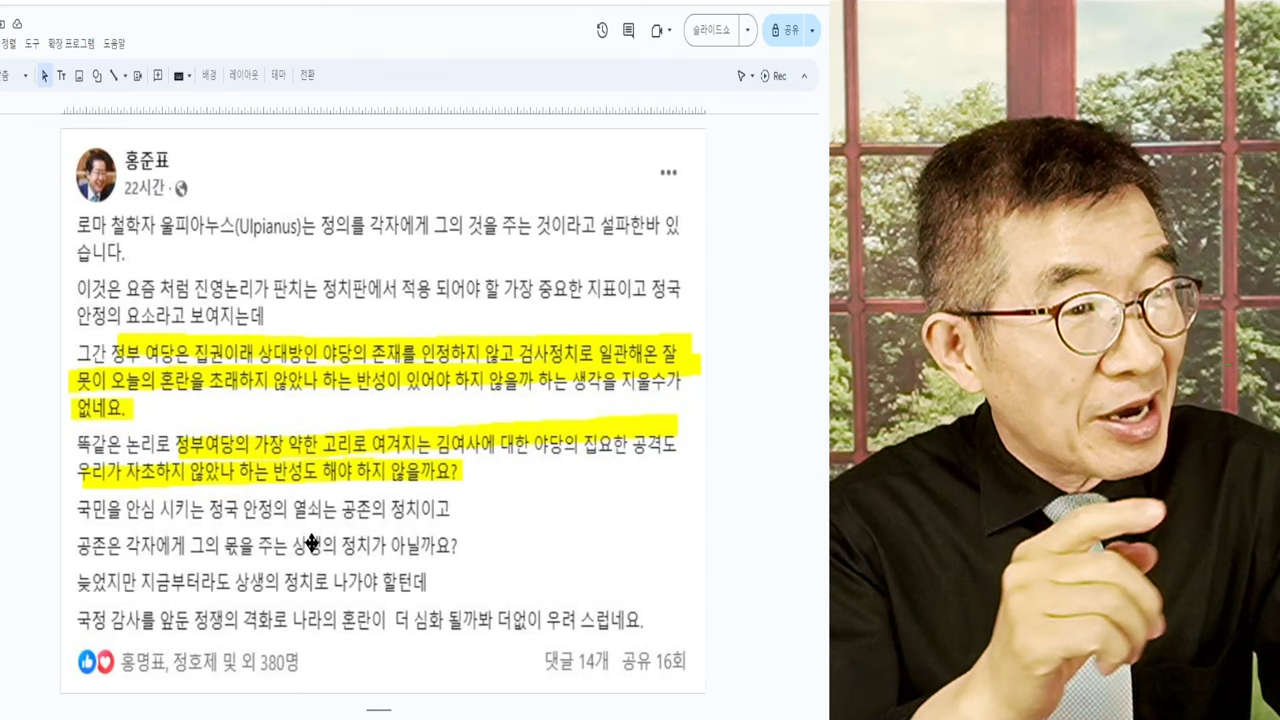 정렬 도구 확장 프로그램 도움말
슬라이드쇼
공유
배경 레이아웃 테마 전환
Rec
홍준표
22시간
로마 철학자 울피아누스(Ulpianus)는 정의를 각자에게 그의 것을 주는 것이라고 설파한바 있
습니다.
이것은 요즘 처럼 진영논리가 판치는 정치판에서 적용 되어야 할 가장 중요한 지표이고 정국
안정의 요소라고 보여지는데
그간 정부 여당은 집권이래 상대방인 야당의 존재를 인정하지 않고 검사정치로 일관해온 잘
못이 오늘의 혼란을 초래하지 않았나 하는 반성이 있어야 하지 않을까 하는 생각을 지울수가
없네요.
똑같은 논리로 정부여당의 가장 약한 고리로 여겨지는 김여사에 대한 야당의 집요한 공격도
우리가 자초하지 않았나 하는 반성도 해야 하지 않을까요?
국민을 안심 시키는 정국 안정의 열쇠는 공존의 정치이고
공존은 각자에게 그의 몫을 주는 상생의 정치가 아닐까요?
늦었지만 지금부터라도 상생의 정치로 나가야 할턴데
국정 감사를 앞둔 정쟁의 격화로 나라의 혼란이 더 심화 될까봐 더없이 우려 스럽네요.
홍명표, 정호제 및 외 380명
댓글 14개 공유 16회